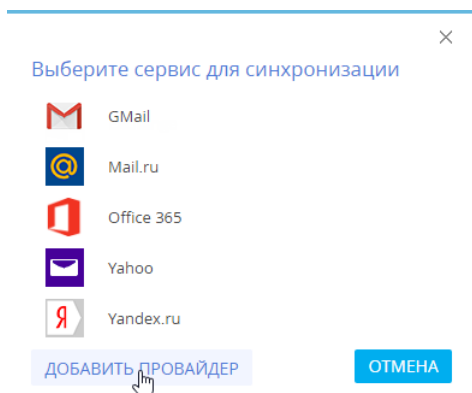 Выберите сервис для синхронизации
GMail
Mail.ru
Office 365
Yahoo
Yandex.ru
ДОБАВИТЬ ПРОВАЙДЕР ОТМЕНА